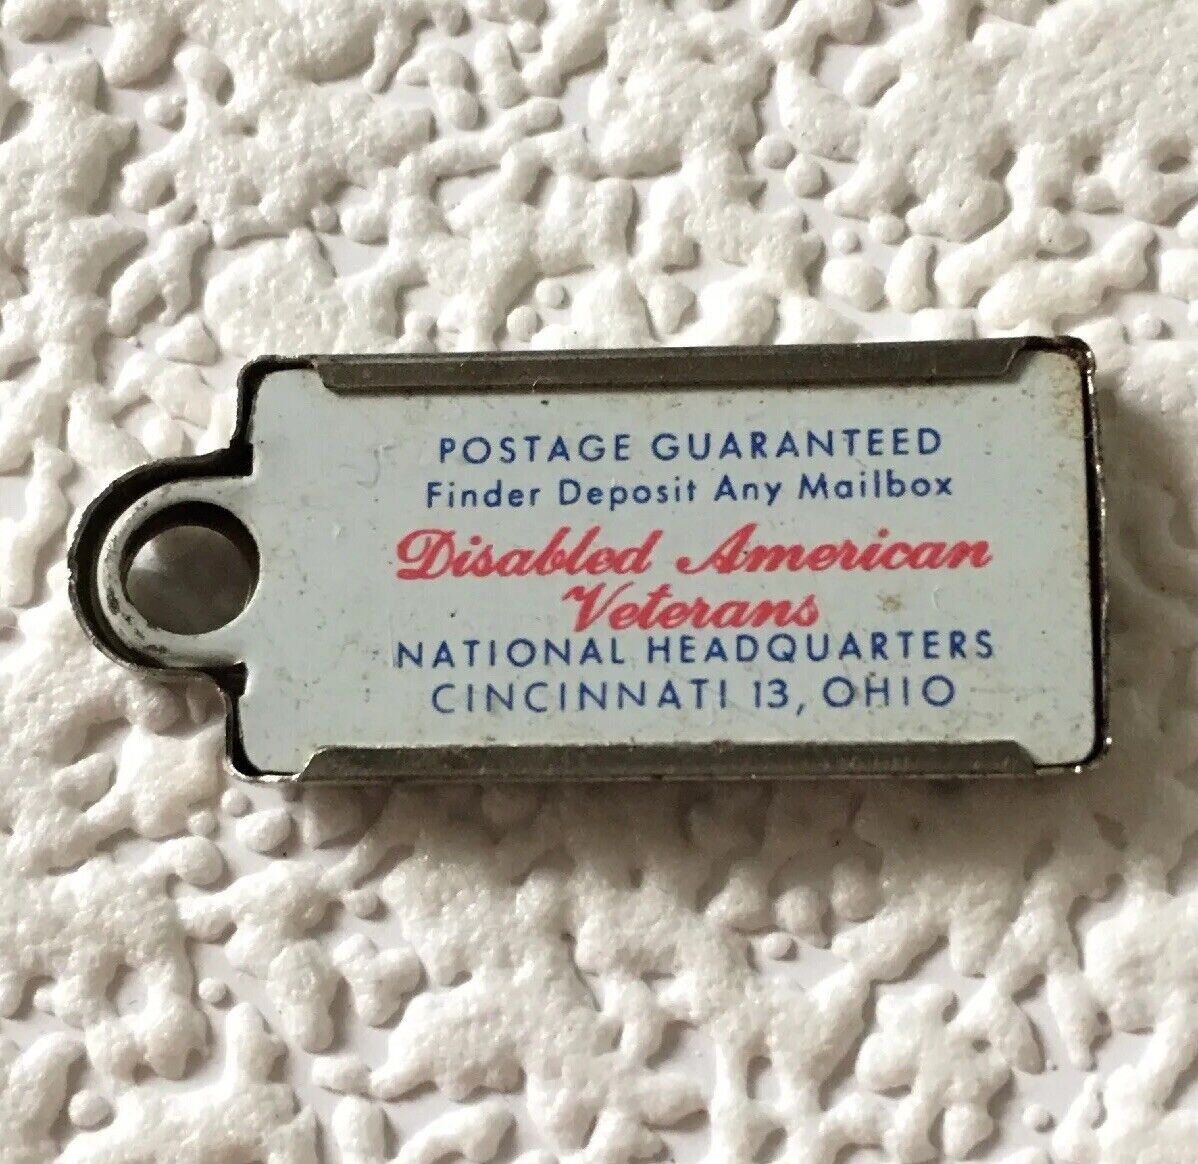 POSTAGE GUARANTEED
Finder Deposit Any Mailbox
Disabled American
Veterans
NATIONAL HEADQUARTERS
CINCINNATI 13, OHIO